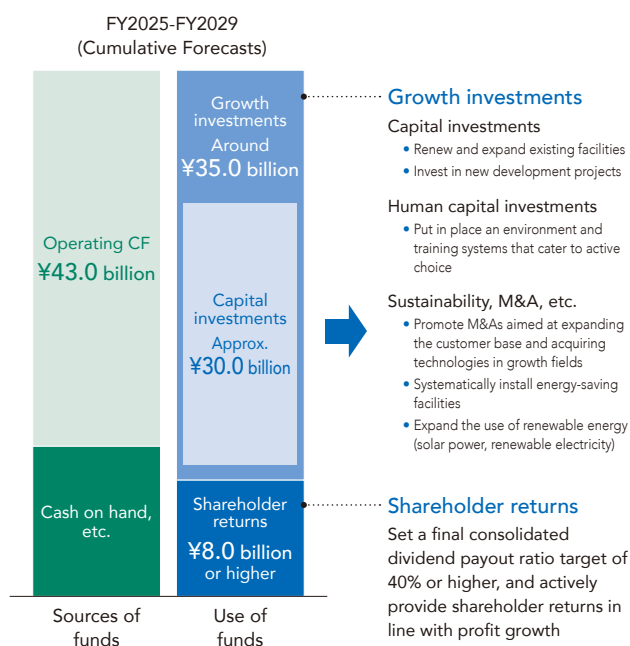 FY2025-FY2029
(Cumulative Forecasts)
Operating CF
¥43.0 billion
Cash on hand,
etc.
Sources of
funds
Growth
investments
Around
¥35.0 billion
Capital
investments
Approx.
¥30.0 billion
Shareholder
returns
¥8.0 billion
or higher
Use of
funds
Growth investments
Capital investments
• Renew and expand existing facilities
• Invest in new development projects
Human capital investments
• Put in place an environment and
training systems that cater to active
choice
Sustainability, M&A, etc.
• Promote M&As aimed at expanding
the customer base and acquiring
technologies in growth fields
• Systematically install energy-saving
facilities
• Expand the use of renewable energy
(solar power, renewable electricity)
Shareholder returns
Set a final consolidated
dividend payout ratio target of
40% or higher, and actively
provide shareholder returns in
line with profit growth